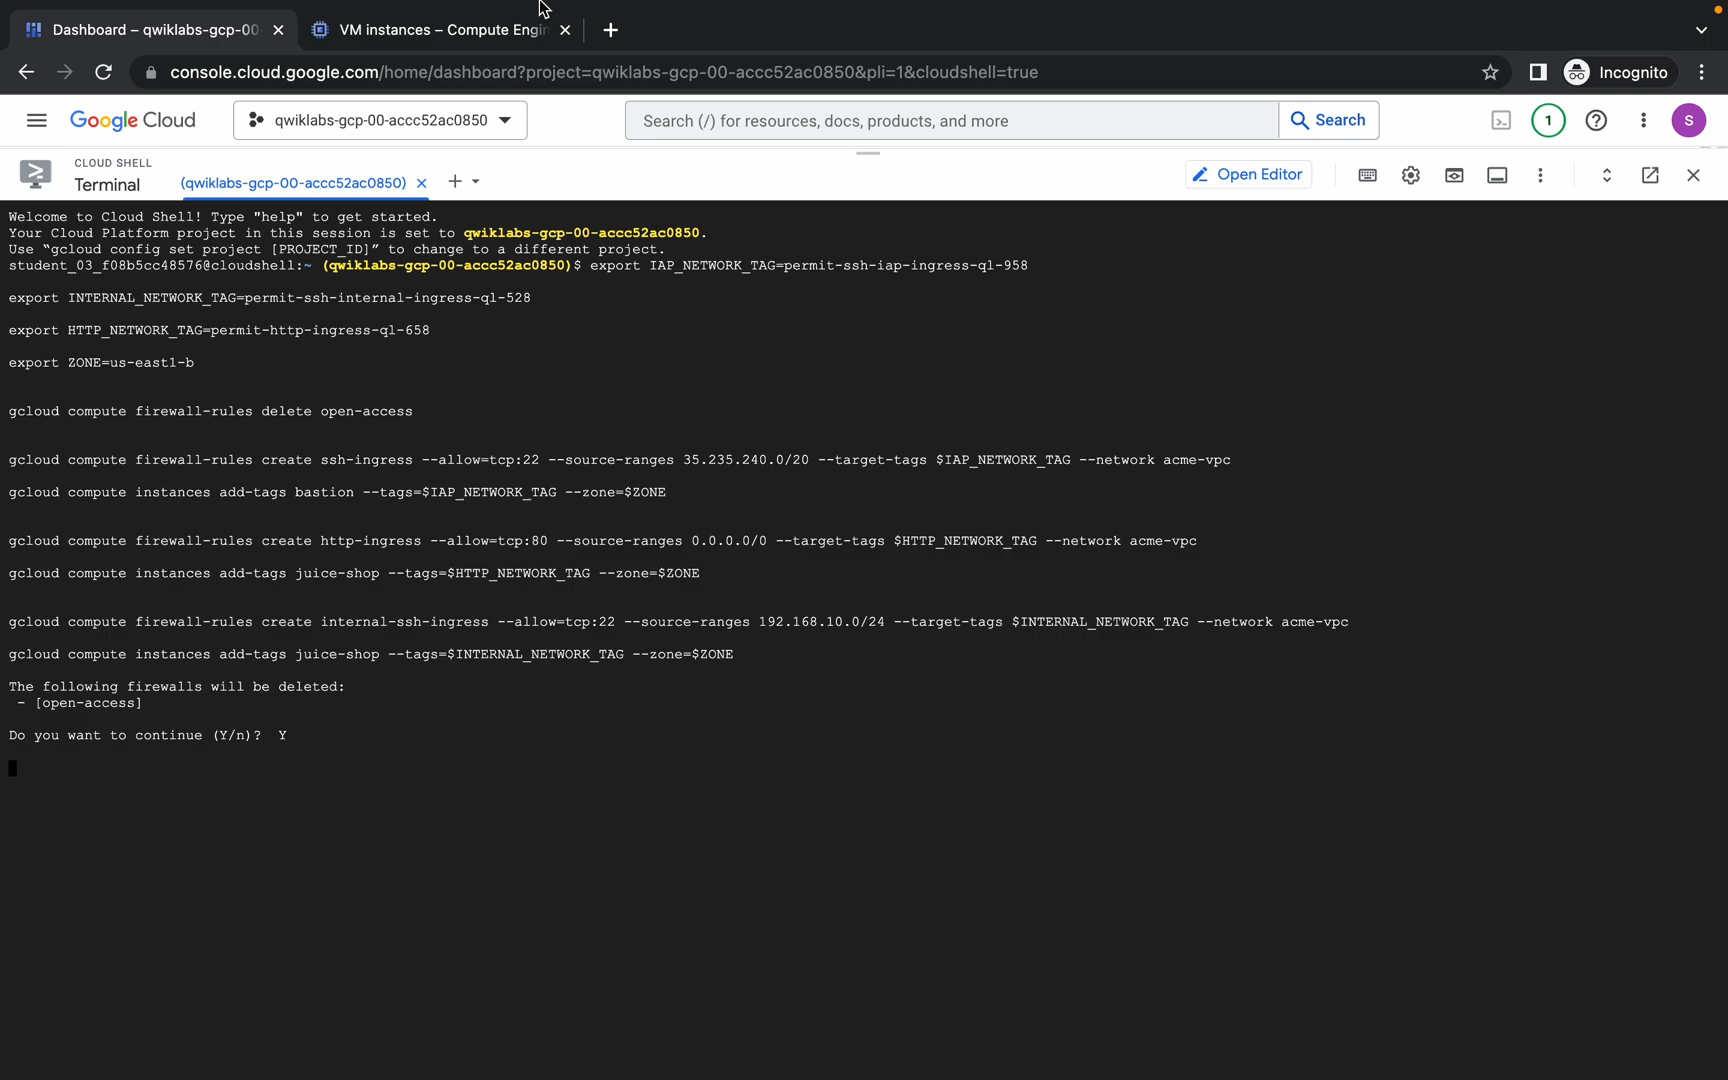 Dashboard – qwiklabs-gcp-00
VM instances – Compute Engin
console.cloud.google.com/home/dashboard?project=qwiklabs-gcp-00-accc52ac0850&pli=1&cloudshell=true
Incognito
Google Cloud
qwiklabs-gcp-00-accc52ac0850
Search (/) for resources, docs, products, and more
Search
1
S
CLOUD SHELL
Terminal
(qwiklabs-gcp-00-accc52ac0850)
Open Editor
Welcome to Cloud Shell! Type "help" to get started.
Your Cloud Platform project in this session is set to qwiklabs-gcp-00-accc52ac0850.
Use “gcloud config set project [PROJECT_ID]” to change to a different project.
student_03_f08b5cc48576@cloudshell:~ (qwiklabs-gcp-00-accc52ac0850)$ export IAP_NETWORK_TAG=permit-ssh-iap-ingress-ql-958
export INTERNAL_NETWORK_TAG=permit-ssh-internal-ingress-ql-528
export HTTP_NETWORK_TAG=permit-http-ingress-ql-658
export ZONE=us-east1-b
gcloud compute firewall-rules delete open-access
gcloud compute firewall-rules create ssh-ingress --allow=tcp:22 --source-ranges 35.235.240.0/20 --target-tags $IAP_NETWORK_TAG --network acme-vpc
gcloud compute instances add-tags bastion --tags=$IAP_NETWORK_TAG --zone=$ZONE
gcloud compute firewall-rules create http-ingress --allow=tcp:80 --source-ranges 0.0.0.0/0 --target-tags $HTTP_NETWORK_TAG --network acme-vpc
gcloud compute instances add-tags juice-shop --tags=$HTTP_NETWORK_TAG --zone=$ZONE
gcloud compute firewall-rules create internal-ssh-ingress --allow=tcp:22 --source-ranges 192.168.10.0/24 --target-tags $INTERNAL_NETWORK_TAG --network acme-vpc
gcloud compute instances add-tags juice-shop --tags=$INTERNAL_NETWORK_TAG --zone=$ZONE
The following firewalls will be deleted:
- [open-access]
Do you want to continue (Y/n)? Y